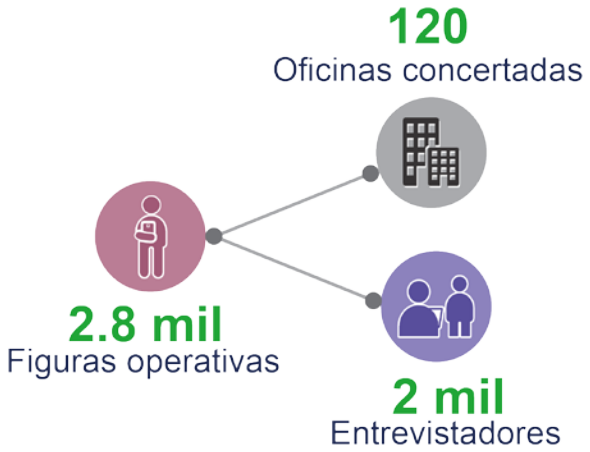 120
Oficinas concertadas
2.8 mil
Figuras operativas
2 mil
Entrevistadores